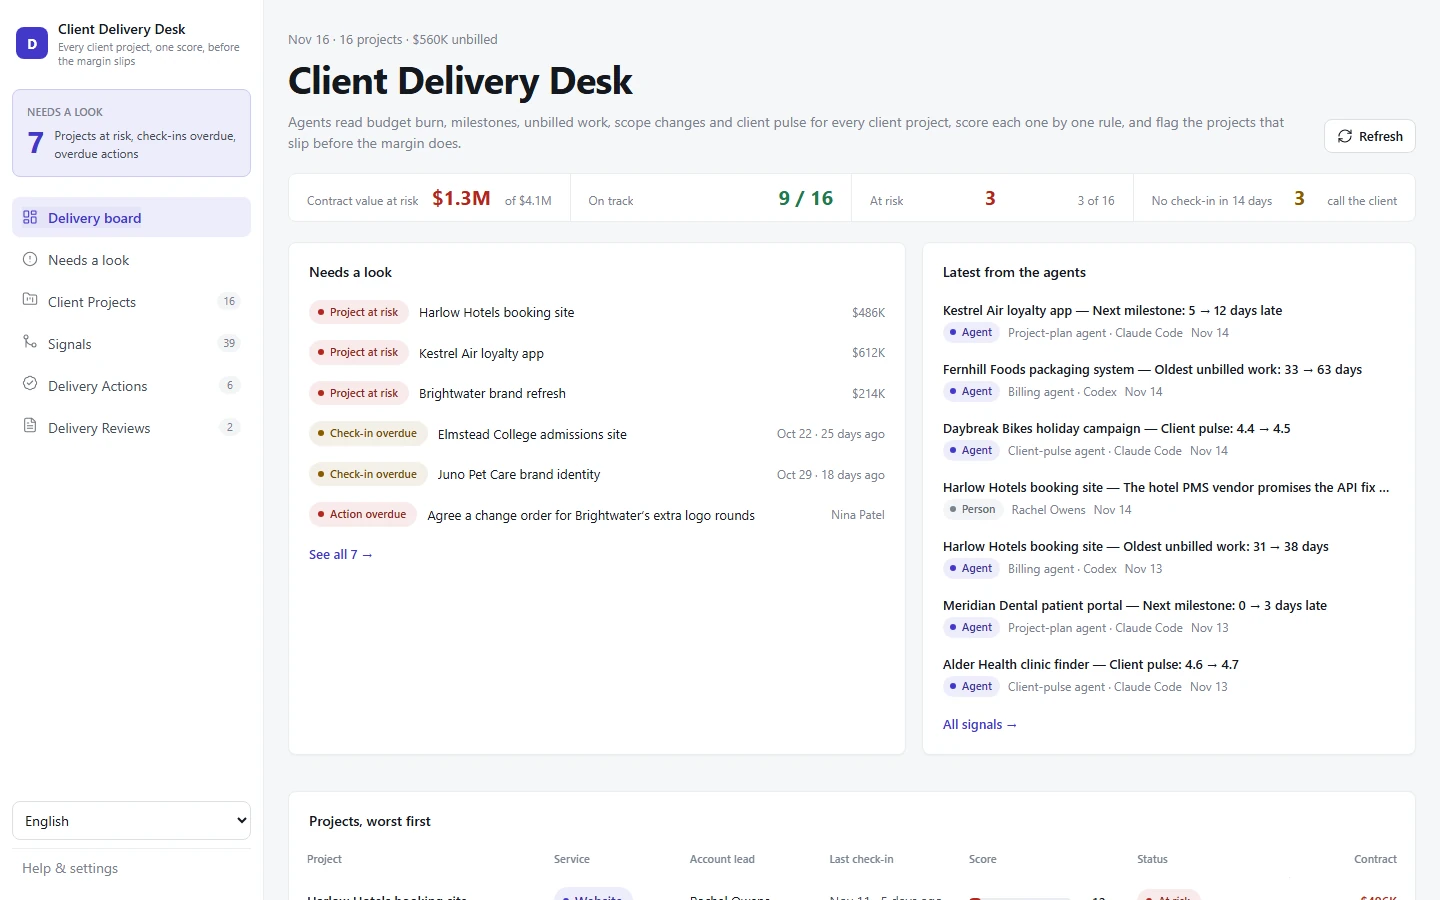 D
Client Delivery Desk
Every client project, one score, before
the margin slips
NEEDS A LOOK
7
Projects at risk, check-ins overdue,
overdue actions
Delivery board
Needs a look
Client Projects 16
Signals 39
Delivery Actions 6
Delivery Reviews 2
English
Help & settings
Nov 16 · 16 projects · $560K unbilled
Client Delivery Desk
Agents read budget burn, milestones, unbilled work, scope changes and client pulse for every client project, score each one by one rule, and flag the projects that
slip before the margin does.
Refresh
Contract value at risk $1.3M of $4.1M
On track 9 / 16
At risk 3 3 of 16
No check-in in 14 days 3 call the client
Needs a look
Project at risk Harlow Hotels booking site $486K
Project at risk Kestrel Air loyalty app $612K
Project at risk Brightwater brand refresh $214K
Check-in overdue Elmstead College admissions site Oct 22 · 25 days ago
Check-in overdue Juno Pet Care brand identity Oct 29 · 18 days ago
Action overdue Agree a change order for Brightwater's extra logo rounds Nina Patel
See all 7 →
Latest from the agents
Kestrel Air loyalty app — Next milestone: 5 → 12 days late
Agent Project-plan agent · Claude Code Nov 14
Fernhill Foods packaging system — Oldest unbilled work: 33 → 63 days
Agent Billing agent · Codex Nov 14
Daybreak Bikes holiday campaign — Client pulse: 4.4 → 4.5
Agent Client-pulse agent · Claude Code Nov 14
Harlow Hotels booking site — The hotel PMS vendor promises the API fix ...
Person Rachel Owens Nov 14
Harlow Hotels booking site — Oldest unbilled work: 31 → 38 days
Agent Billing agent · Codex Nov 13
Meridian Dental patient portal — Next milestone: 0 → 3 days late
Agent Project-plan agent · Claude Code Nov 13
Alder Health clinic finder — Client pulse: 4.6 → 4.7
Agent Client-pulse agent · Claude Code Nov 13
All signals →
Projects, worst first
Project Service Account lead Last check-in Score Status Contract
Harlow Hotels booking site Website Rachel Owens Nov 11 · 5 days ago At risk $486K